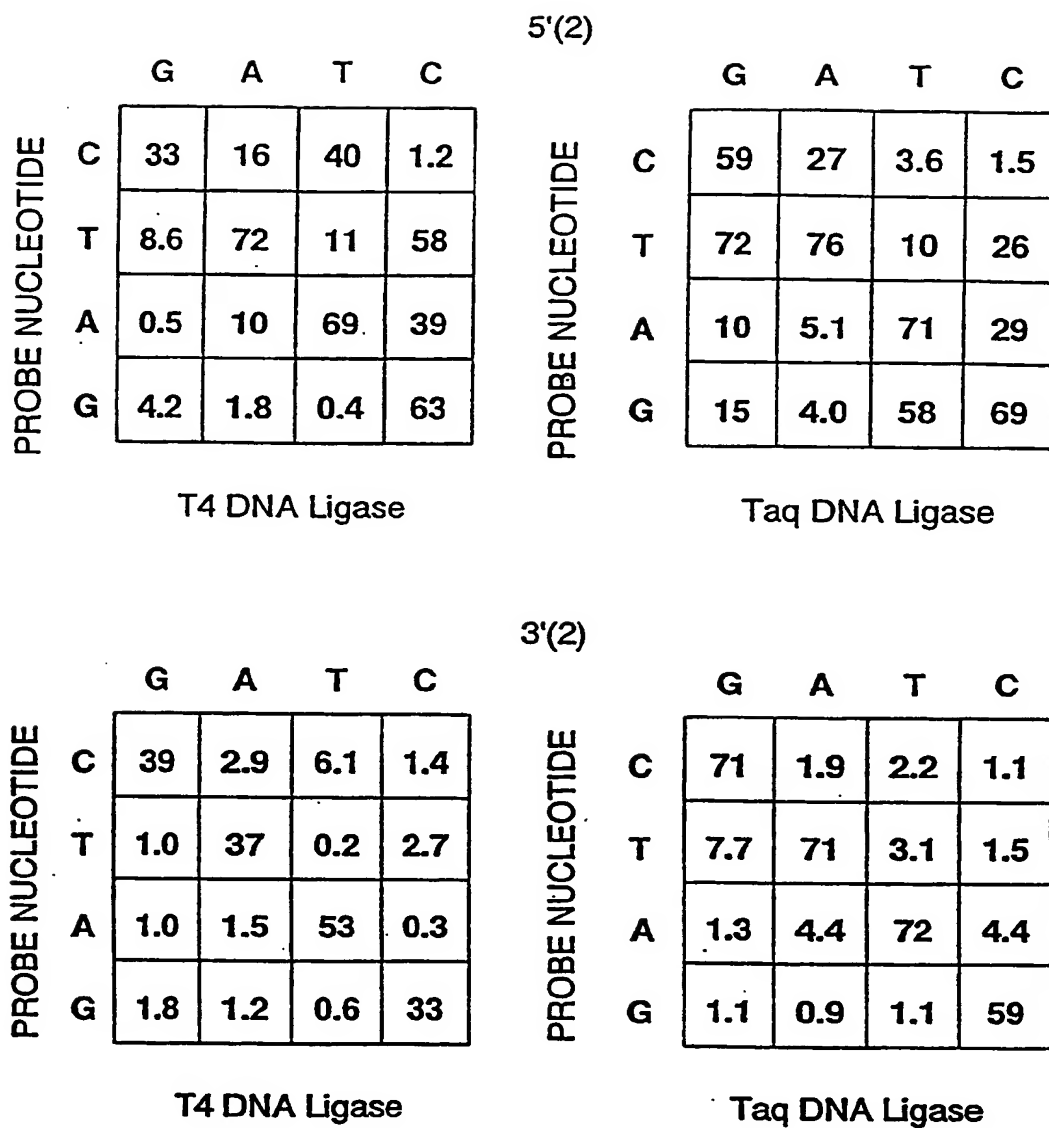 5'(2)
G A T C
PROBE NUCLEOTIDE
C 33 16 40 1.2
T 8.6 72 11 58
A 0.5 10 69 39
G 4.2 1.8 0.4 63
T4 DNA Ligase
G A T C
PROBE NUCLEOTIDE
C 59 27 3.6 1.5
T 72 76 10 26
A 10 5.1 71 29
G 15 4.0 58 69
Taq DNA Ligase
3'(2)
G A T C
PROBE NUCLEOTIDE
C 39 2.9 6.1 1.4
T 1.0 37 0.2 2.7
A 1.0 1.5 53 0.3
G 1.8 1.2 0.6 33
T4 DNA Ligase
G A T C
PROBE NUCLEOTIDE
C 71 1.9 2.2 1.1
T 7.7 71 3.1 1.5
A 1.3 4.4 72 4.4
G 1.1 0.9 1.1 59
Taq DNA Ligase